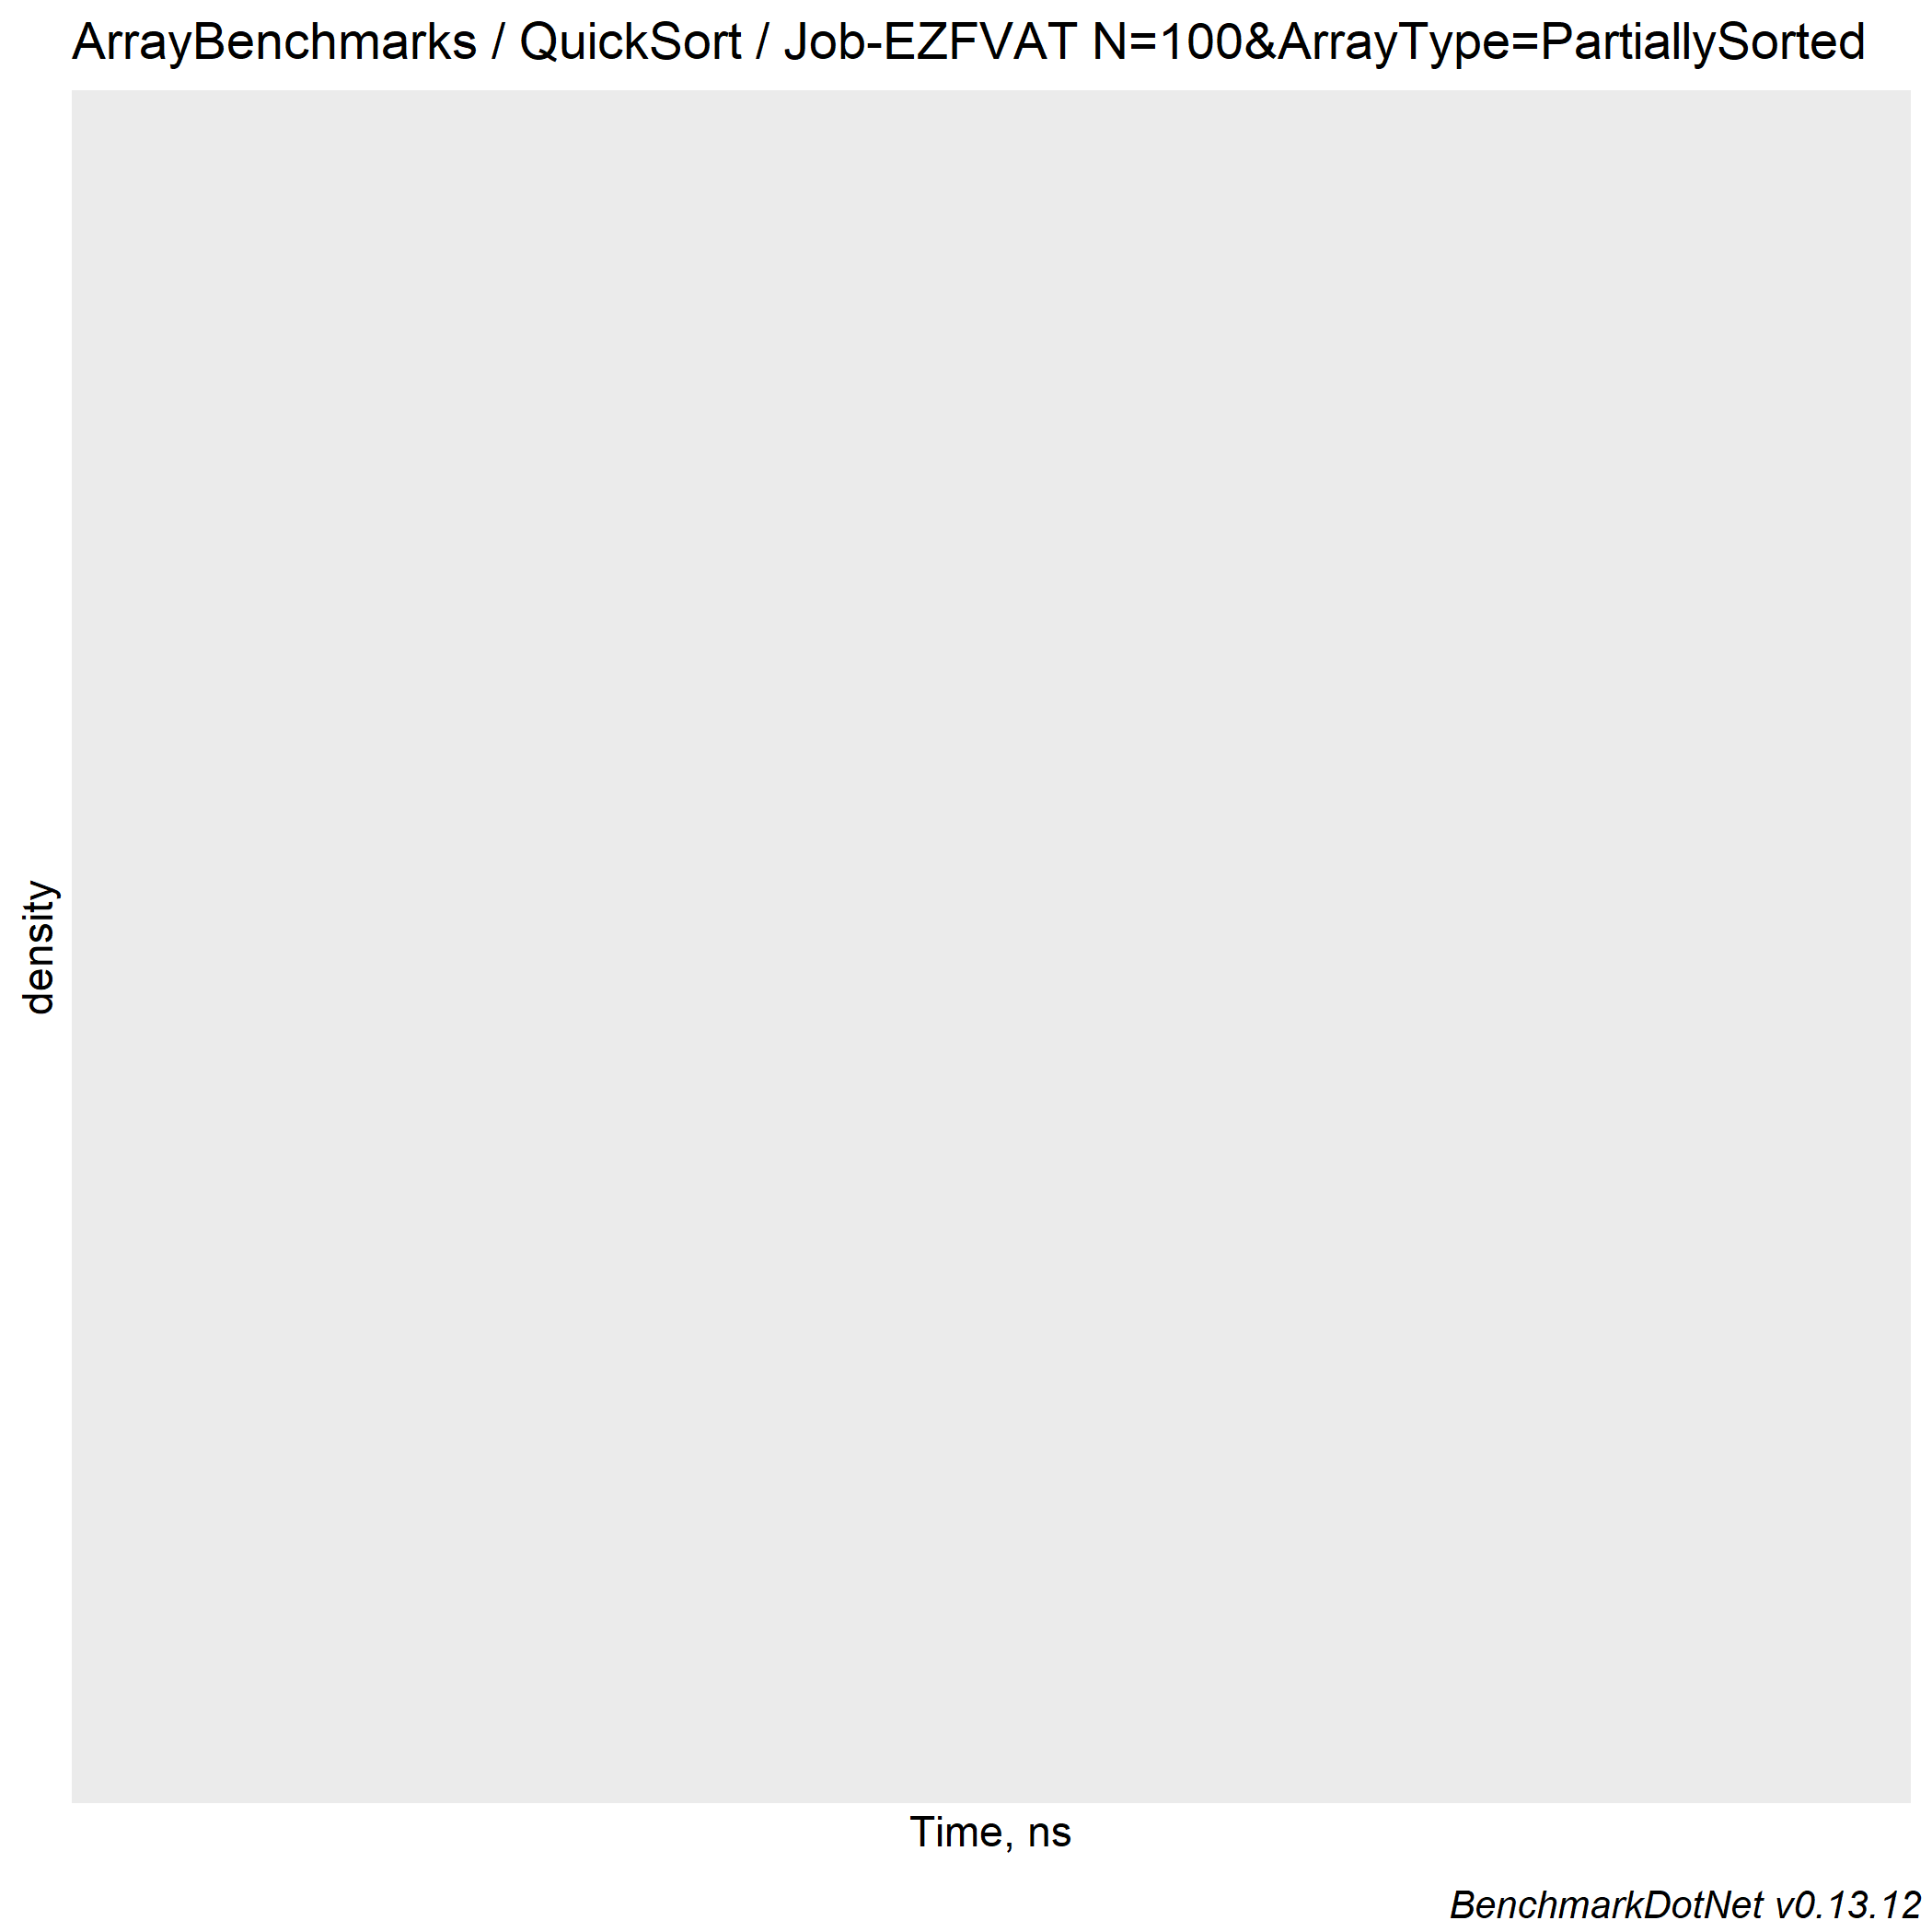 ArrayBenchmarks / QuickSort / Job-EZFVAT N=100&ArrayType=PartiallySorted
density
Time, ns
BenchmarkDotNet v0.13.12